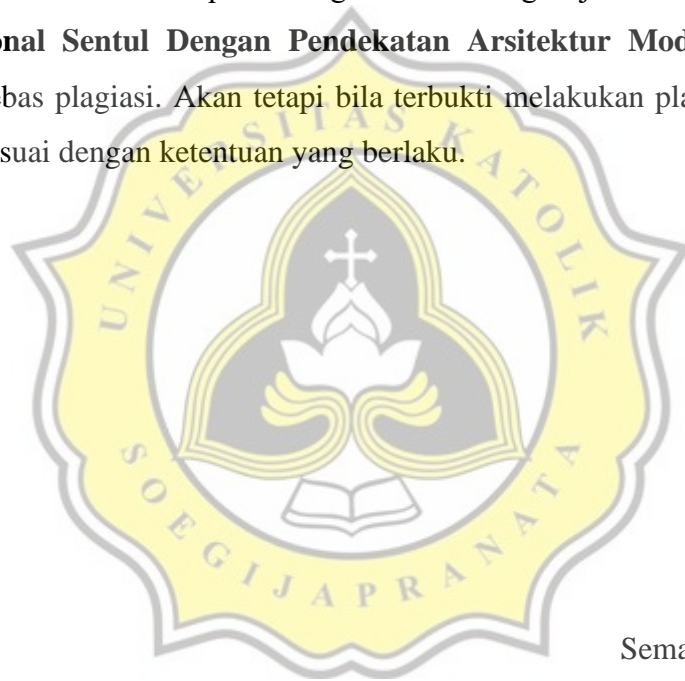 onal Sentul Dengan Pendekatan Arsitektur Mod
ebas plagiasi. Akan tetapi bila terbukti melakukan pla
suai dengan ketentuan yang berlaku.
UNIVERSITAS KATOLIK
SOEGIJAPRANATA
Sema